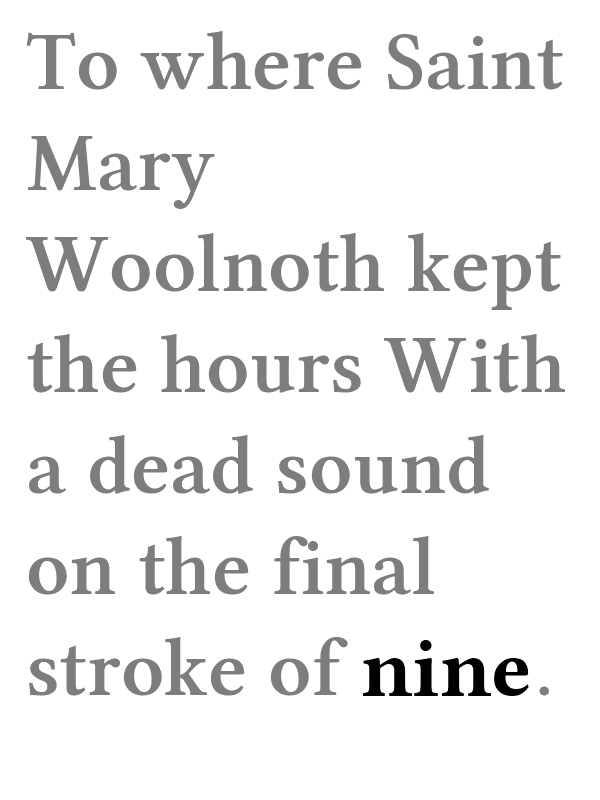 To where Saint
Mary
Woolnoth kept
the hours With
a dead sound
on the final
stroke of nine.